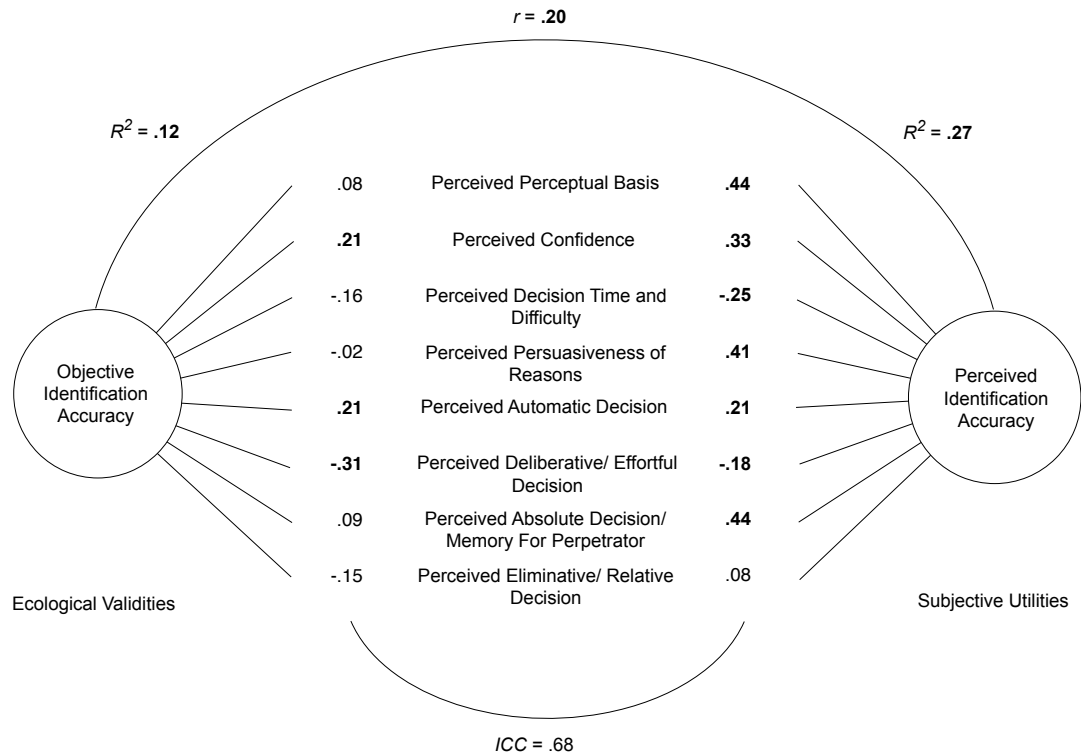 r = .20
R² = .12
R² = .27
.08 Perceived Perceptual Basis .44
.21 Perceived Confidence .33
-.16 Perceived Decision Time and -.25
Difficulty
-.02 Perceived Persuasiveness of .41
Reasons
Objective
Identification
Accuracy
Perceived
Identification
Accuracy
.21 Perceived Automatic Decision .21
-.31 Perceived Deliberative/ Effortful -.18
Decision
.09 Perceived Absolute Decision/ .44
Memory For Perpetrator
-.15 Perceived Eliminative/ Relative .08
Decision
Ecological Validities
Subjective Utilities
ICC = .68